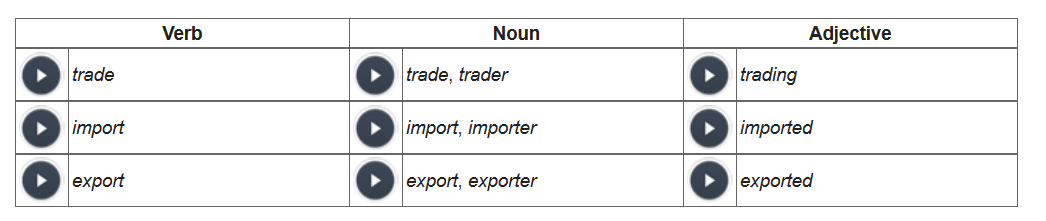 Verb Noun Adjective
trade trade, trader trading
import import, importer imported
export export, exporter exported